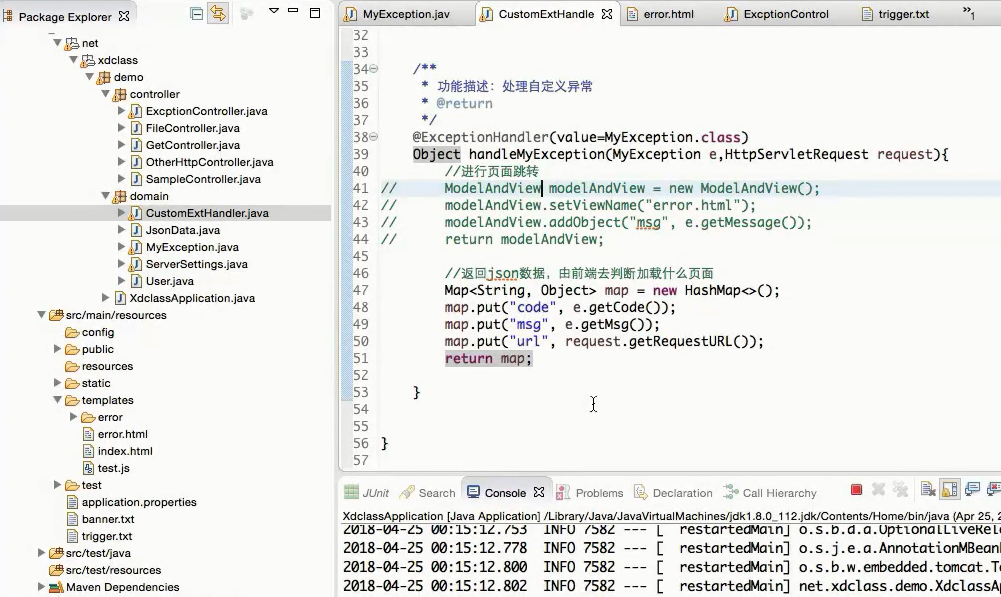 Package Explorer
net
xdclass
demo
controller
ExcptionController.java
FileController.java
GetController.java
OtherHttpController.java
SampleController.java
domain
CustomExtHandler.java
JsonData.java
MyException.java
ServerSettings.java
User.java
XdclassApplication.java
src/main/resources
config
public
resources
static
templates
error
error.html
index.html
test.js
test
application.properties
banner.txt
trigger.txt
src/test/java
src/test/resources
Maven Dependencies
MyException.jav
CustomExtHandle
error.html
ExcptionControl
trigger.txt
»1
32
33
34 /**
35 * 功能描述：处理自定义异常
36 * @return
37 */
38 @ExceptionHandler(value=MyException.class)
39 Object handleMyException(MyException e,HttpServletRequest request){
40 //进行页面跳转
41 // ModelAndView modelAndView = new ModelAndView();
42 // modelAndView.setViewName("error.html");
43 // modelAndView.addObject("msg", e.getMessage());
44 // return modelAndView;
45
46 //返回json数据，由前端去判断加载什么页面
47 Map<String, Object> map = new HashMap<>();
48 map.put("code", e.getCode());
49 map.put("msg", e.getMsg());
50 map.put("url", request.getRequestURL());
51 return map;
52
53 }
54
55
56 }
57
JUnit
Search
Console
Problems
Declaration
Call Hierarchy
XdclassApplication [Java Application] /Library/Java/JavaVirtualMachines/jdk1.8.0_112.jdk/Contents/Home/bin/java (Apr 25, 2
2018-04-25 00:15:12.753 INFO 7582 --- [ restartedMain] o.s.b.d.a.OptionalLiveRelo
2018-04-25 00:15:12.778 INFO 7582 --- [ restartedMain] o.s.j.e.a.AnnotationMBean
2018-04-25 00:15:12.800 INFO 7582 --- [ restartedMain] o.s.b.w.embedded.tomcat.To
2018-04-25 00:15:12.802 INFO 7582 --- [ restartedMain] net.xdclass.demo.XdclassAp